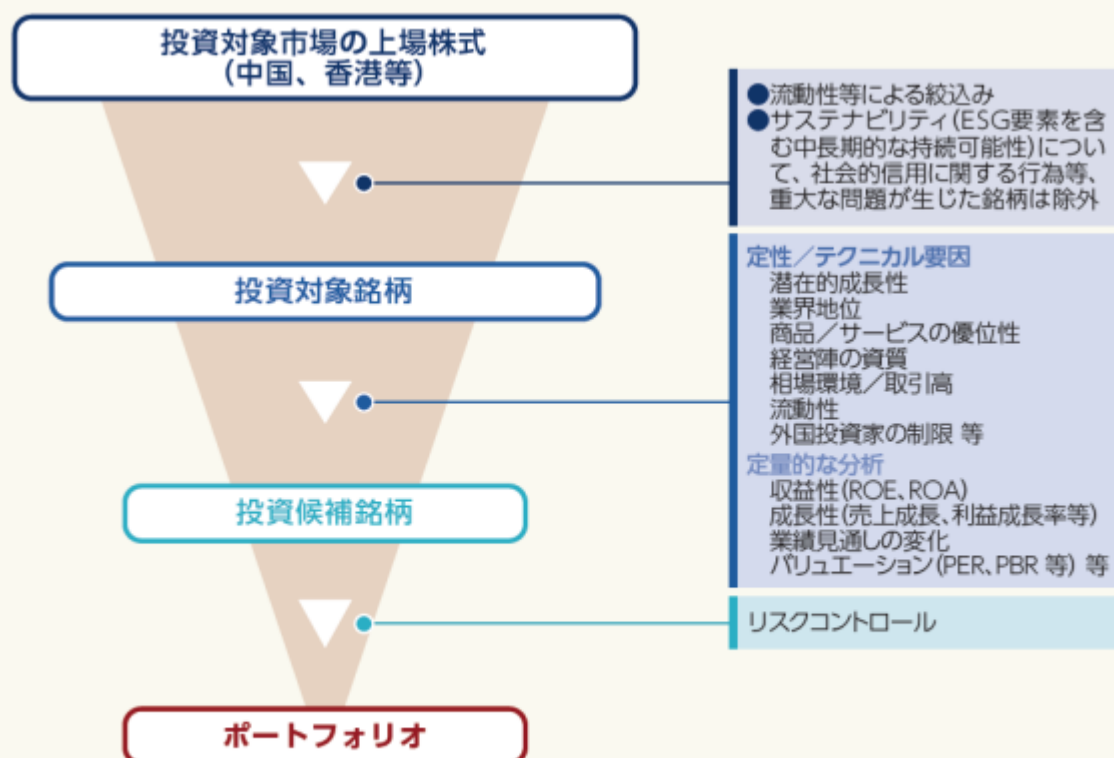 投資対象市場の上場株式
(中国、香港等)
●流動性等による絞込み
●サステナビリティ(ESG要素を含
む中長期的な持続可能性)につい
て、社会的信用に関する行為等、
重大な問題が生じた銘柄は除外
投資対象銘柄
定性／テクニカル要因
潜在的成長性
業界地位
商品／サービスの優位性
経営陣の資質
相場環境／取引高
流動性
外国投資家の制限 等
定量的な分析
収益性(ROE、ROA)
成長性(売上成長、利益成長率等)
業績見通しの変化
バリュエーション(PER、PBR 等) 等
投資候補銘柄
リスクコントロール
ポートフォリオ